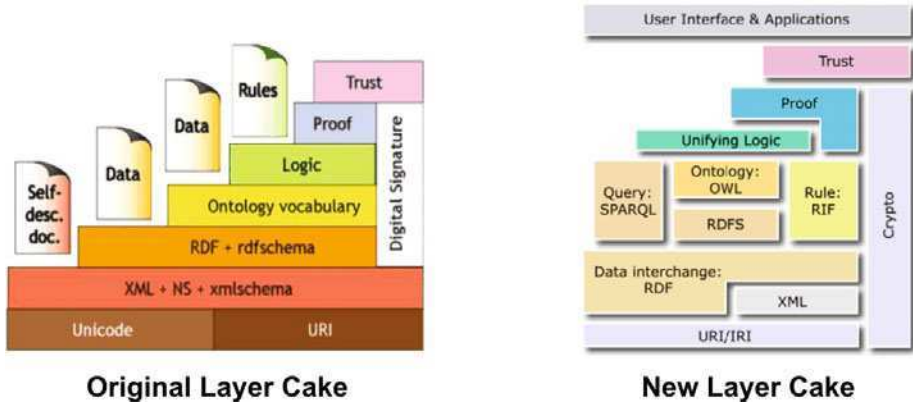 Self-
desc.
doc.
Data
Data
Rules
Trust
Proof
Logic
Ontology vocabulary
RDF + rdfschema
XML + NS + xmlschema
Unicode
URI
Digital Signature
Original Layer Cake
User Interface & Applications
Trust
Proof
Unifying Logic
Query:
SPARQL
Ontology:
OWL
RDFS
Rule:
RIF
Data interchange:
RDF
XML
URI/IRI
Crypto
New Layer Cake